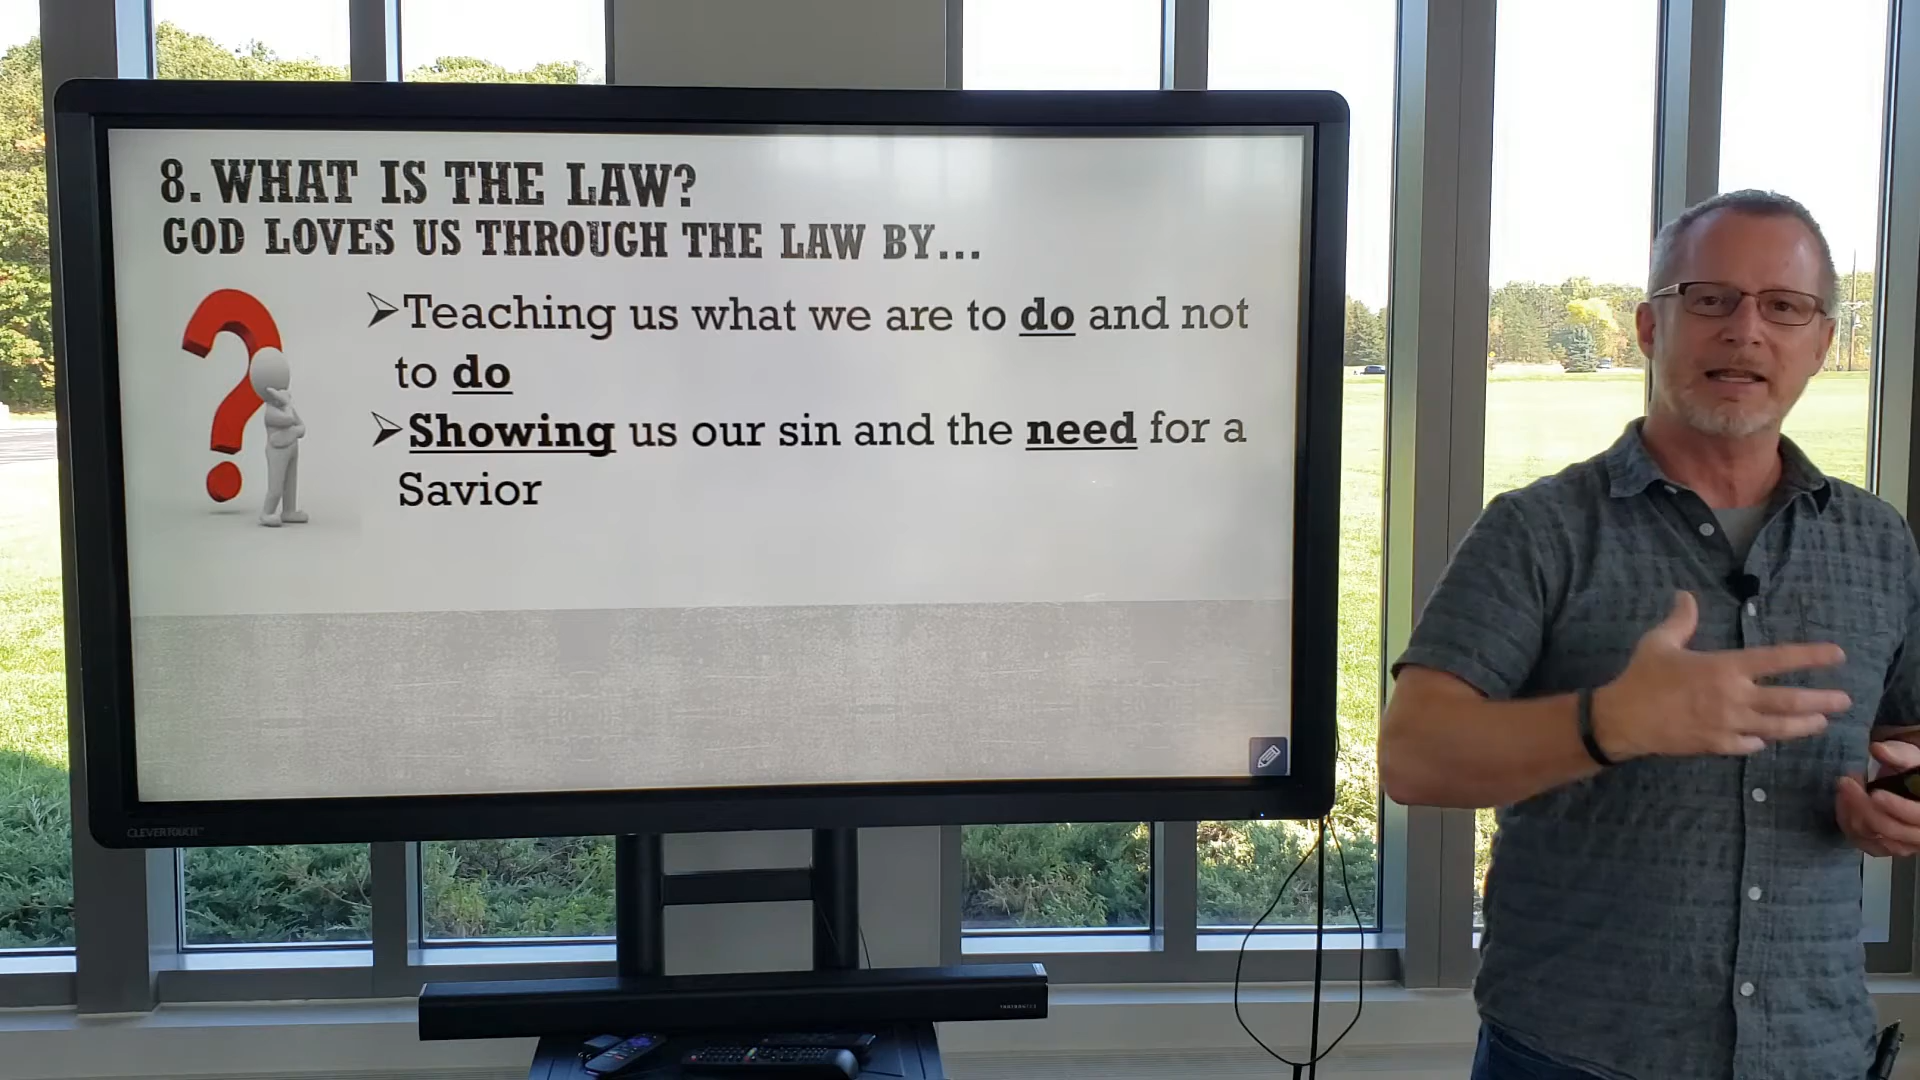 8. WHAT IS THE LAW?
GOD LOVES US THROUGH THE LAW BY...
➢Teaching us what we are to do and not
to do
➢Showing us our sin and the need for a
Savior
CLEVERTOUCH